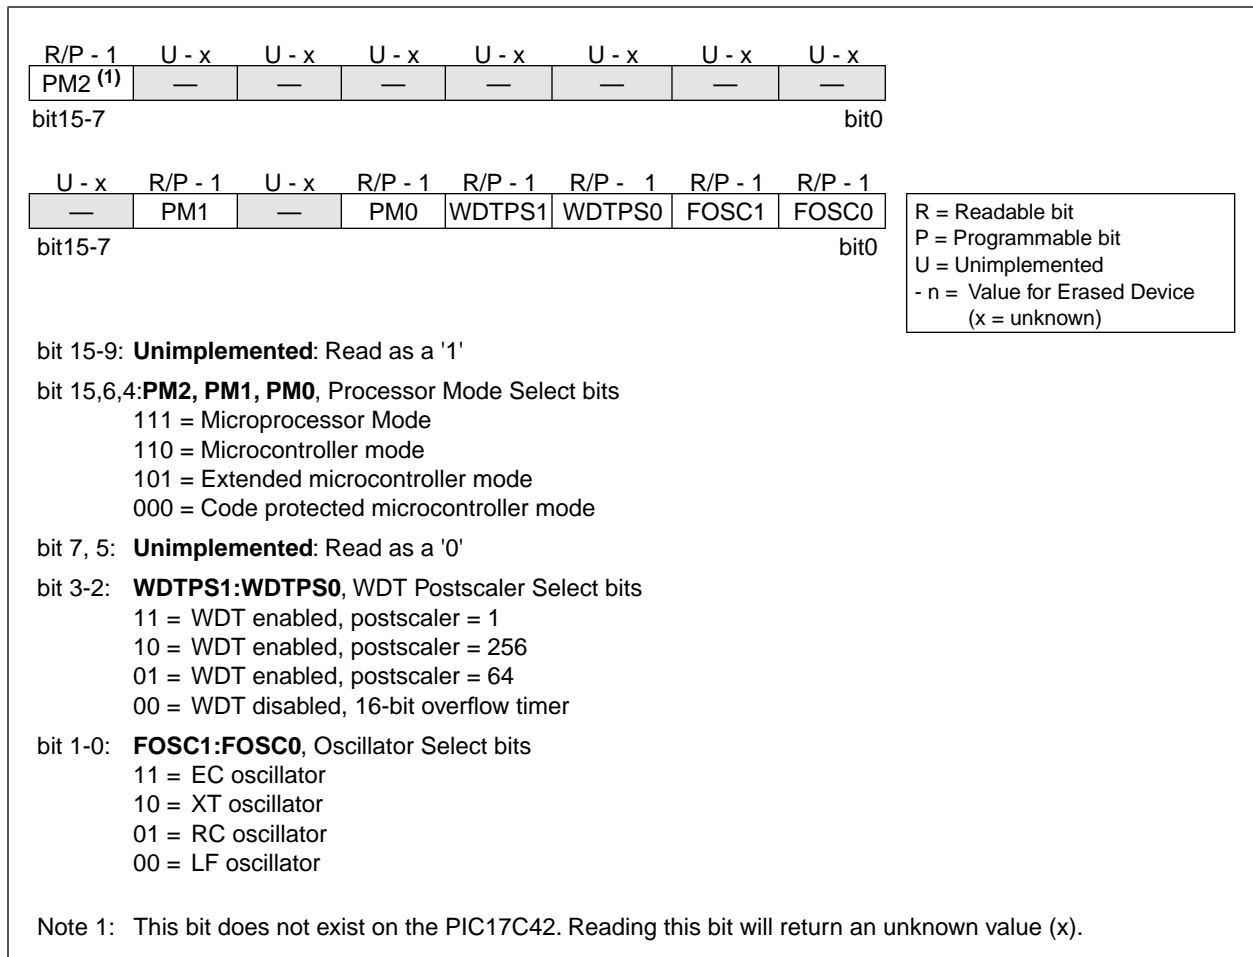 R/P - 1 U - x U - x U - x U - x U - x U - x U - x
PM2 (1) — — — — — — —
bit15-7 bit0
U - x R/P - 1 U - x R/P - 1 R/P - 1 R/P - 1 R/P - 1 R/P - 1
— PM1 — PM0 WDTPS1 WDTPS0 FOSC1 FOSC0
bit15-7 bit0
R = Readable bit
P = Programmable bit
U = Unimplemented
- n = Value for Erased Device
(x = unknown)
bit 15-9: Unimplemented: Read as a '1'
bit 15,6,4:PM2, PM1, PM0, Processor Mode Select bits
111 = Microprocessor Mode
110 = Microcontroller mode
101 = Extended microcontroller mode
000 = Code protected microcontroller mode
bit 7, 5: Unimplemented: Read as a '0'
bit 3-2: WDTPS1:WDTPS0, WDT Postscaler Select bits
11 = WDT enabled, postscaler = 1
10 = WDT enabled, postscaler = 256
01 = WDT enabled, postscaler = 64
00 = WDT disabled, 16-bit overflow timer
bit 1-0: FOSC1:FOSC0, Oscillator Select bits
11 = EC oscillator
10 = XT oscillator
01 = RC oscillator
00 = LF oscillator
Note 1: This bit does not exist on the PIC17C42. Reading this bit will return an unknown value (x).